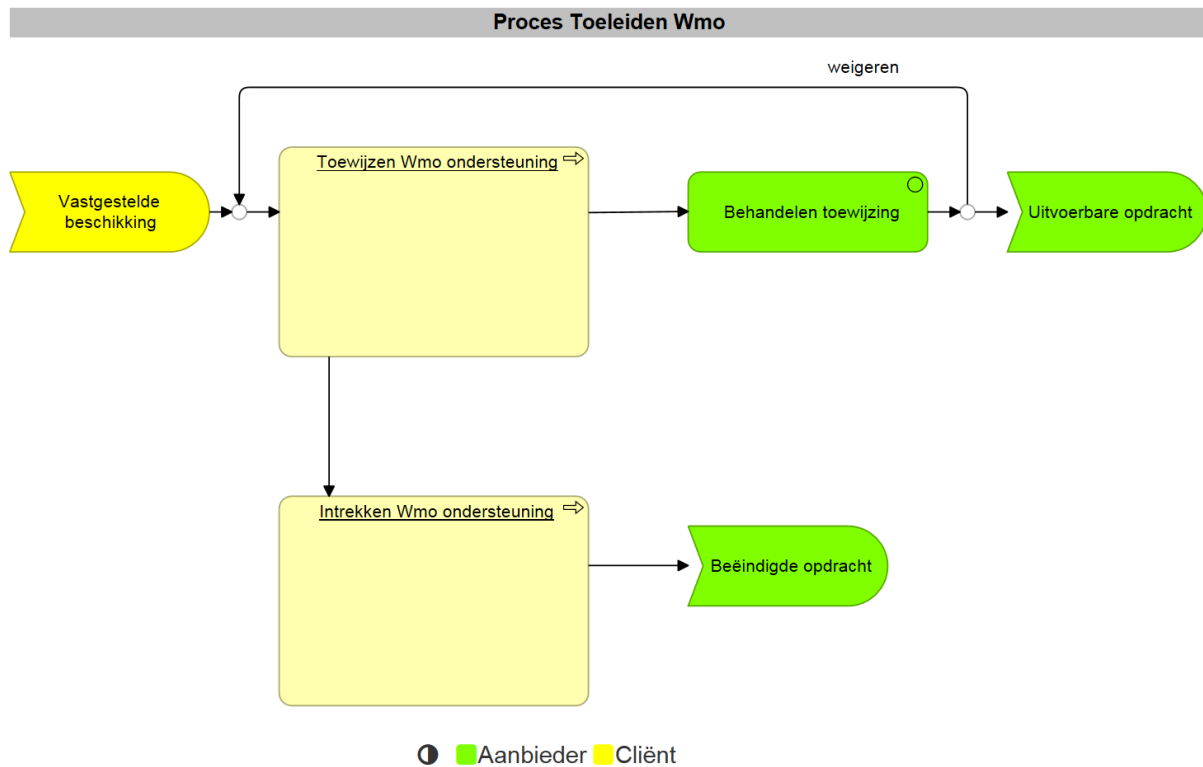 Proces Toeleiden Wmo
weigeren
Toewijzen Wmo ondersteuning
Vastgestelde
beschikking
Behandelen toewijzing
Uitvoerbare opdracht
Intrekken Wmo ondersteuning
Beëindigde opdracht
Aanbieder Cliënt